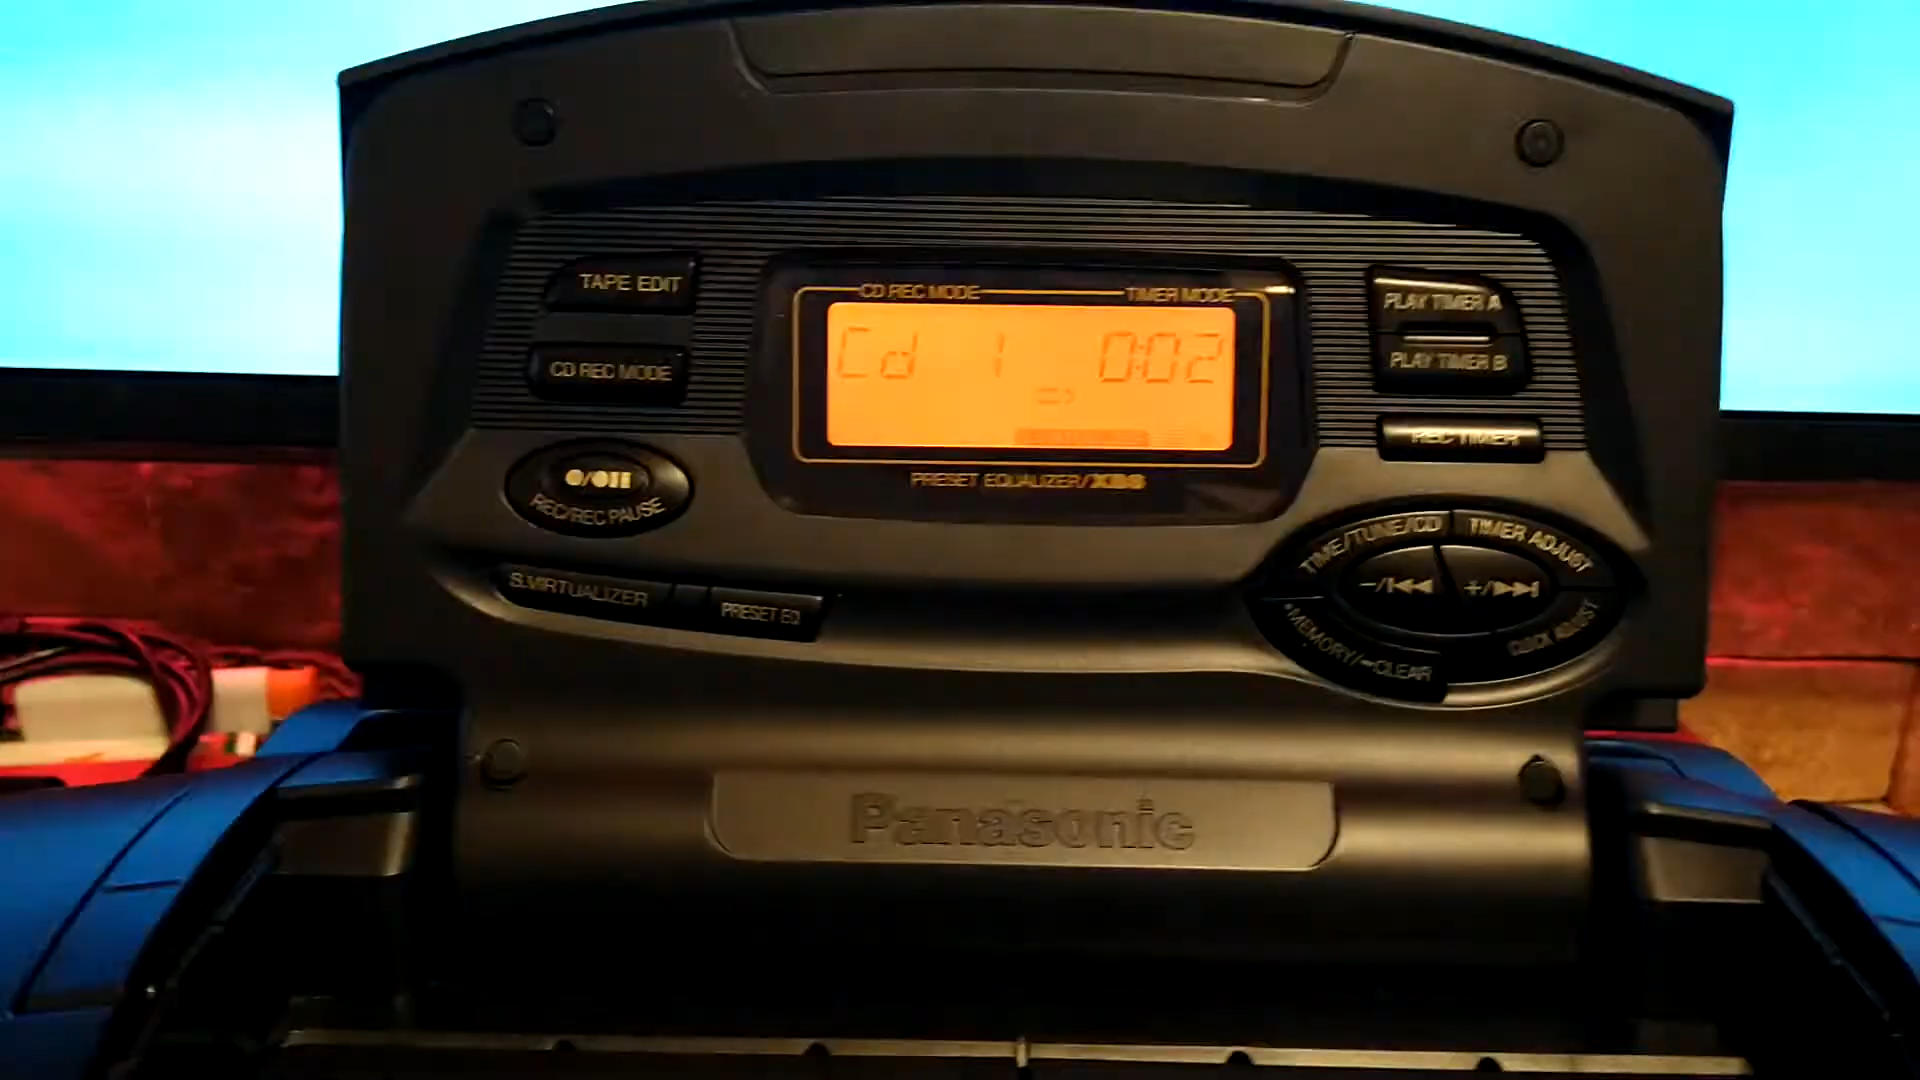 TAPE EDIT
CD REC MODE
CD REC MODE
TIMER MODE
Cd 1 0:02
PRESET EQUALIZER/XBS
REC/REC PAUSE
S.VIRTUALIZER
PRESET EQ
PLAY TIMER A
PLAY TIMER B
REC TIMER
TIME/TUNE/CD
TIMER ADJUST
−/
+/
•MEMORY/━CLEAR
CLOCK ADJUST
Panasonic